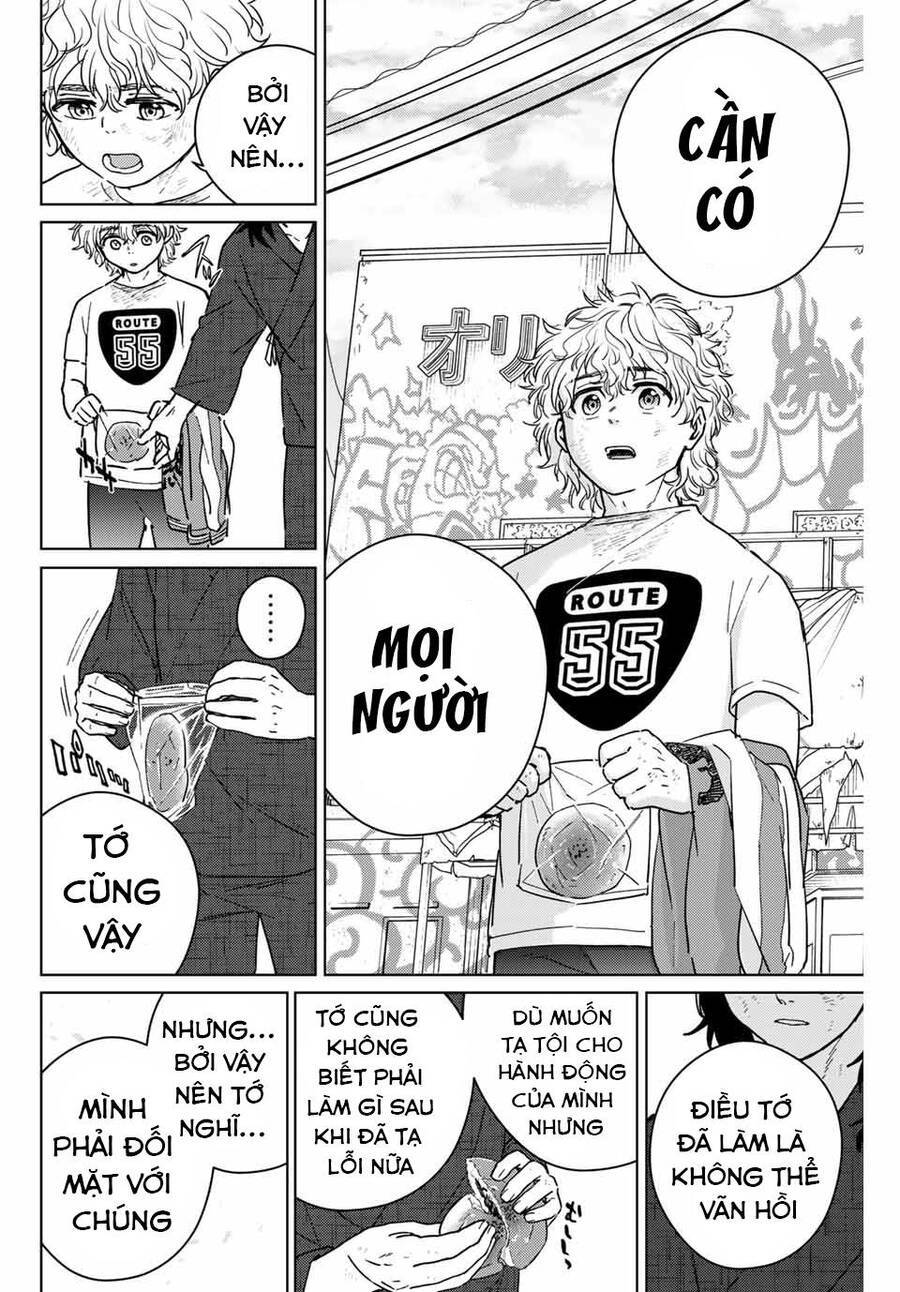 CẦN
CÓ
オリ
MỌI
NGƯỜI
ROUTE
55
BỞI
VẬY
NÊN...
ROUTE
55
......
TỚ
CŨNG
VẬY
ĐIỀU TỚ
ĐÃ LÀM LÀ
KHÔNG THỂ
VÃN HỒI
DÙ MUỐN
TẠ TỘI CHO
HÀNH ĐỘNG
CỦA MÌNH
NHƯNG
TỚ CŨNG
KHÔNG
BIẾT PHẢI
LÀM GÌ SAU
KHI ĐÃ TẠ
LỖI NỮA
NHƯNG...
BỞI VẬY
NÊN TỚ
NGHĨ...
MÌNH
PHẢI ĐỐI
MẶT VỚI
CHÚNG